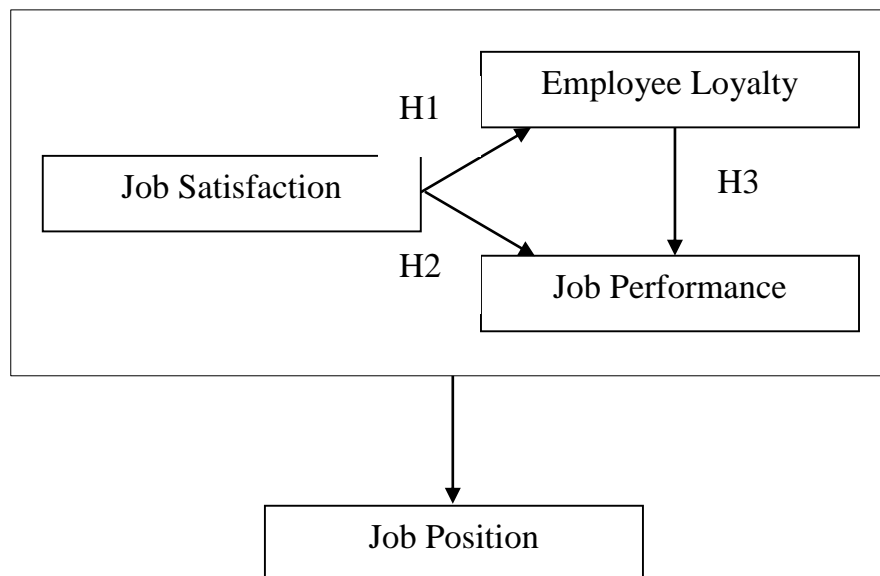 Employee Loyalty
H1
Job Satisfaction
H3
H2
Job Performance
Job Position